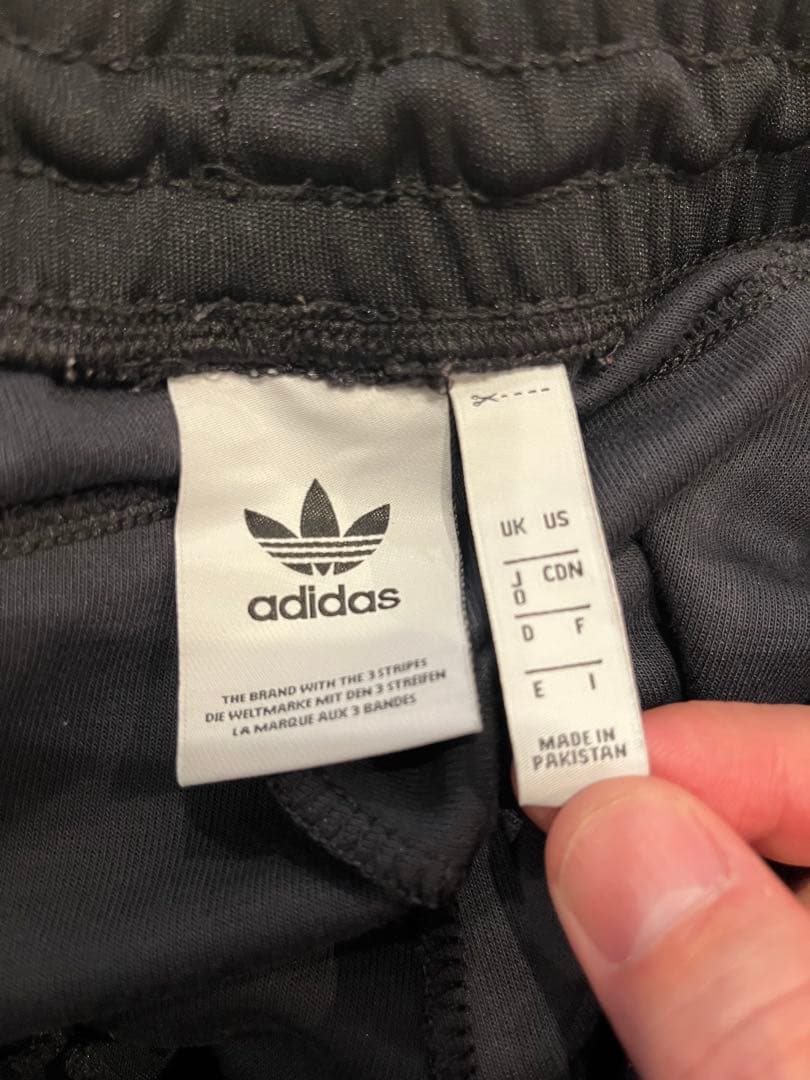 adidas
THE BRAND WITH THE 3 STRIPES
DIE WELTMARKE MIT DEN 3 STREIFEN
LA MARQUE AUX 3 BANDES
UK US
J
O CDN
D F
E I
MADE IN
PAKISTAN